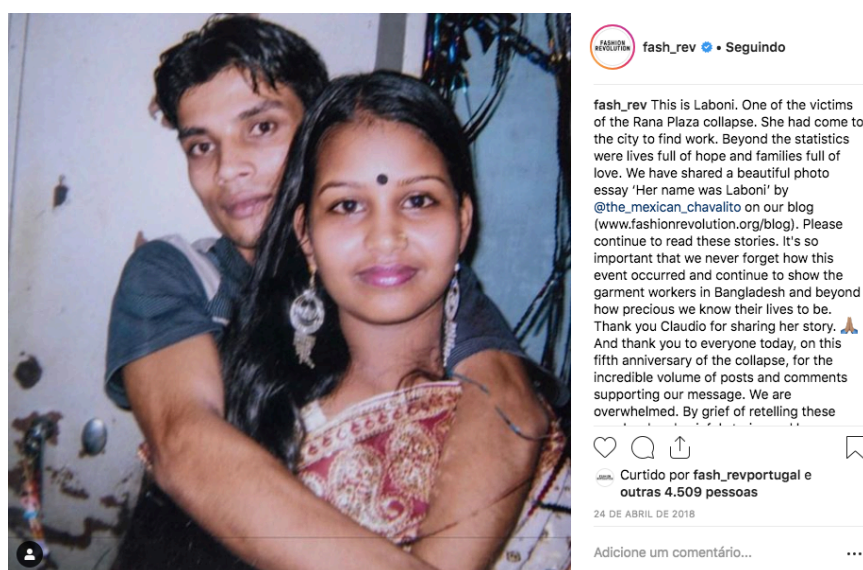 FASHION
REVOLUTION
fash_rev • Seguindo
fash_rev This is Laboni. One of the victims
of the Rana Plaza collapse. She had come to
the city to find work. Beyond the statistics
were lives full of hope and families full of
love. We have shared a beautiful photo
essay ‘Her name was Laboni’ by
@the_mexican_chavalito on our blog
(www.fashionrevolution.org/blog). Please
continue to read these stories. It's so
important that we never forget how this
event occurred and continue to show the
garment workers in Bangladesh and beyond
how precious we know their lives to be.
Thank you Claudio for sharing her story. 🙏🏽
And thank you to everyone today, on this
fifth anniversary of the collapse, for the
incredible volume of posts and comments
supporting our message. We are
overwhelmed. By grief of retelling these
Curtido por fash_revportugal e
outras 4.509 pessoas
24 DE ABRIL DE 2018
Adicione um comentário...